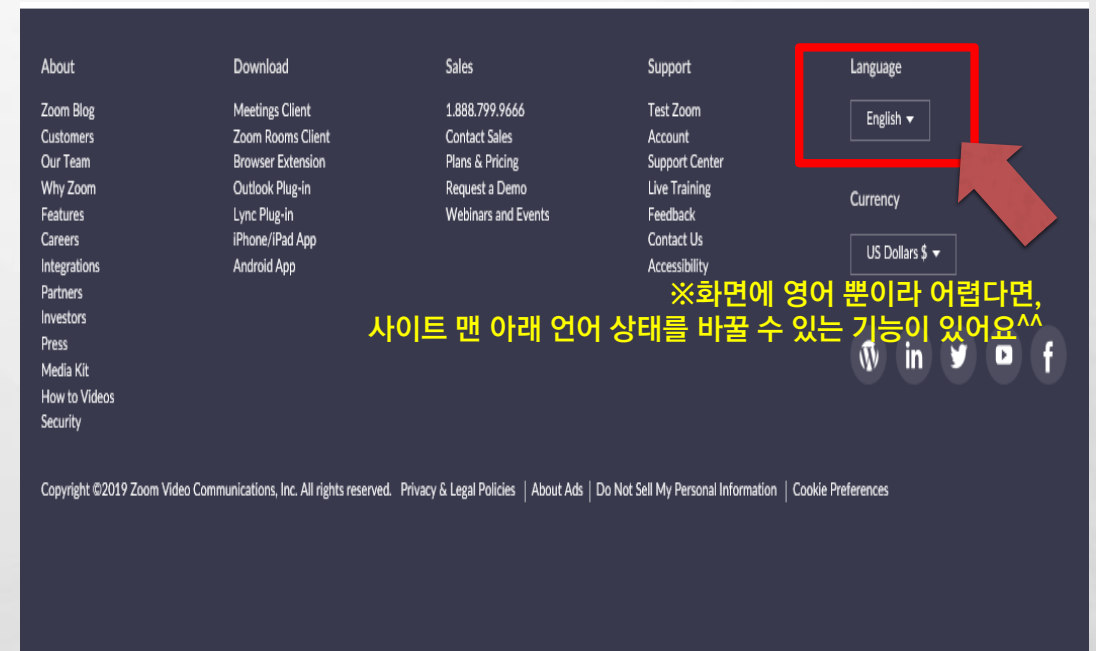 About
Zoom Blog
Customers
Our Team
Why Zoom
Features
Careers
Integrations
Partners
Investors
Press
Media Kit
How to Videos
Security
Download
Meetings Client
Zoom Rooms Client
Browser Extension
Outlook Plug-in
Lync Plug-in
iPhone/iPad App
Android App
Sales
1.888.799.9666
Contact Sales
Plans & Pricing
Request a Demo
Webinars and Events
Support
Test Zoom
Account
Support Center
Live Training
Feedback
Contact Us
Accessibility
Language
English
Currency
US Dollars $
※화면에 영어 뿐이라 어렵다면,
사이트 맨 아래 언어 상태를 바꿀 수 있는 기능이 있어요^^
Copyright ©2019 Zoom Video Communications, Inc. All rights reserved. Privacy & Legal Policies | About Ads | Do Not Sell My Personal Information | Cookie Preferences